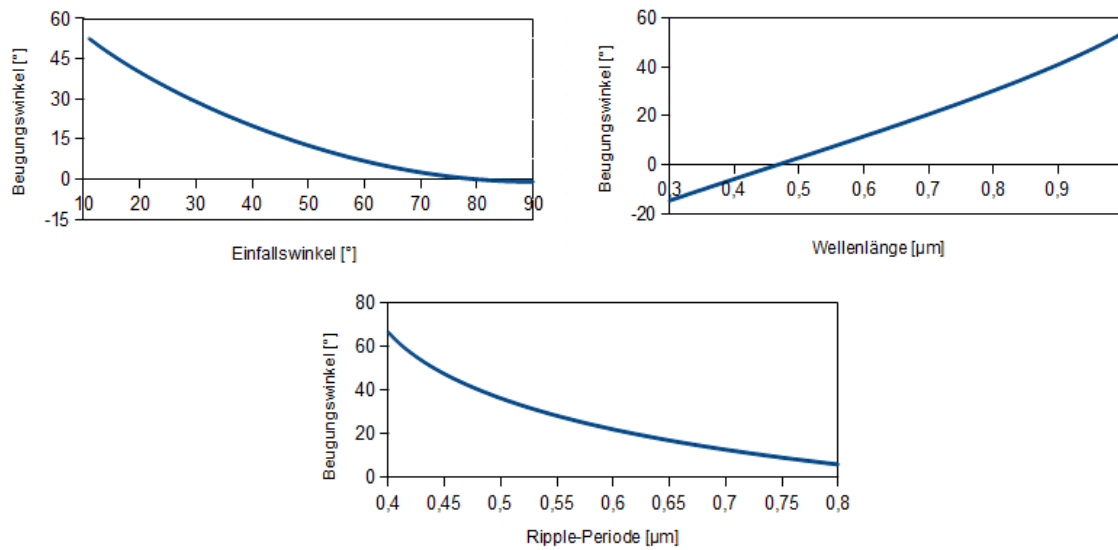 Beugungswinkel [°]
60
45
30
15
0
-15
10 20 30 40 50 60 70 80 90
Einfallswinkel [°]
Beugungswinkel [°]
60
40
20
0
-20
0,3 0,4 0,5 0,6 0,7 0,8 0,9
Wellenlänge [µm]
Beugungswinkel [°]
80
60
40
20
0
0,4 0,45 0,5 0,55 0,6 0,65 0,7 0,75 0,8
Ripple-Periode [µm]